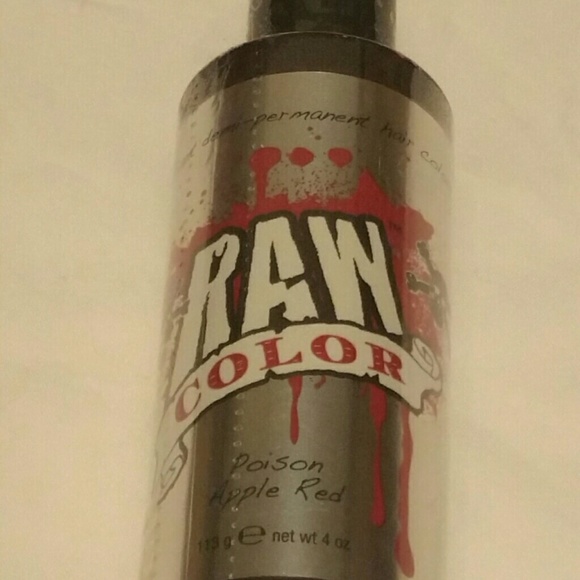 demi-permanent hair color
RAW
COLOR
Poison
Apple Red
113 g e net wt 4 oz